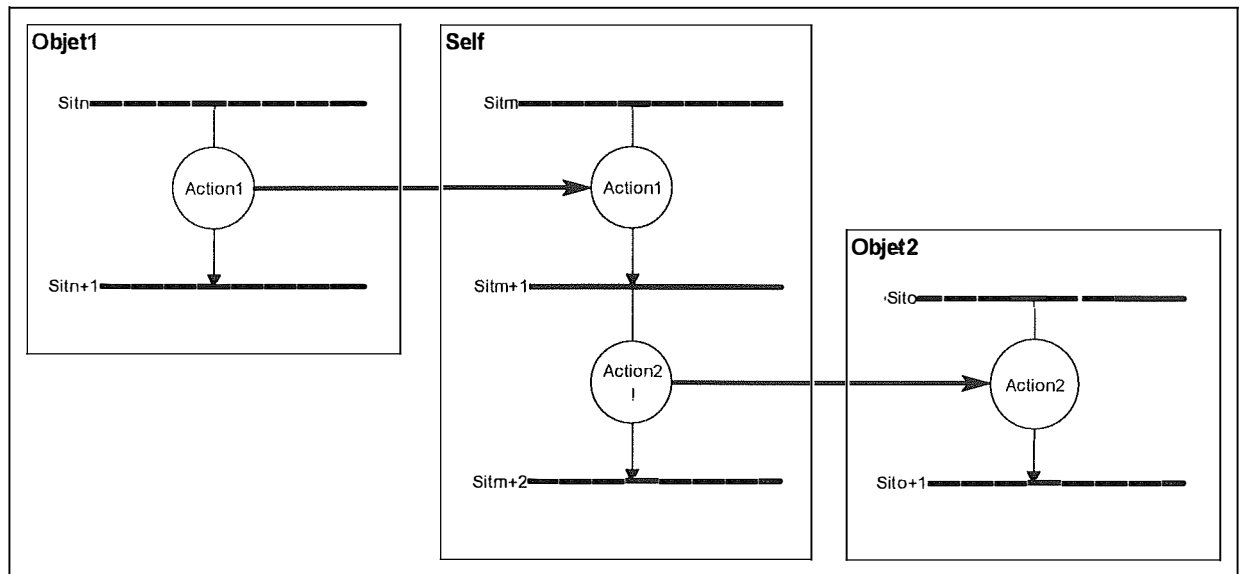 Objet1
Sitn
Action1
Sitn+1
Self
Sitm
Action1
Sitm+1
Action2
!
Sitm+2
Objet2
Sito
Action2
Sito+1